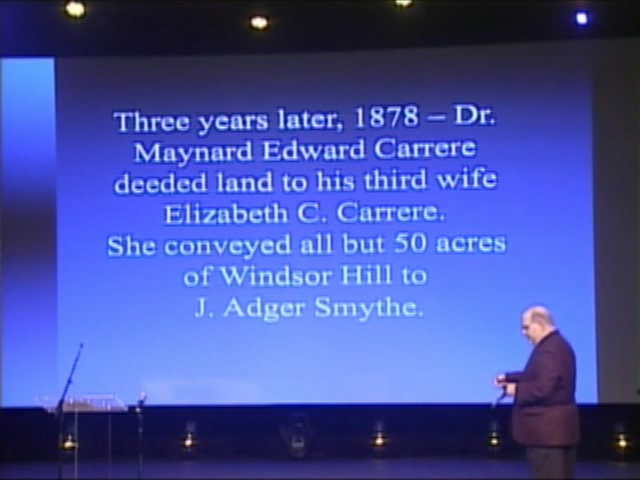 Three years later, 1878 – Dr.
Maynard Edward Carrere
deeded land to his third wife
Elizabeth C. Carrere.
She conveyed all but 50 acres
of Windsor Hill to
J. Adger Smythe.